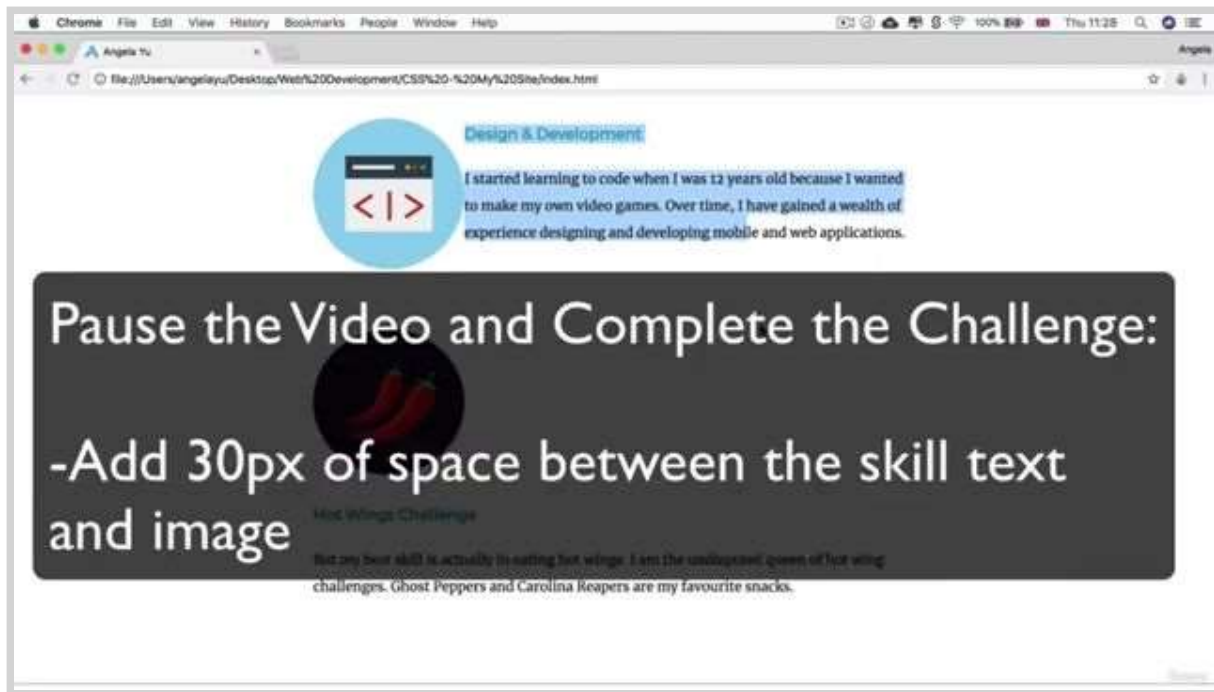 Chrome File Edit View History Bookmarks People Window Help 100% Thu 11:28
Angela Yu Angela
file:///Users/angelayu/Desktop/Web%20Development/CSS%20-%20My%20Site/index.html
Design & Development
I started learning to code when I was 12 years old because I wanted
to make my own video games. Over time, I have gained a wealth of
experience designing and developing mobile and web applications.
Pause the Video and Complete the Challenge:
-Add 30px of space between the skill text
and image
Hot Wings Challenge
But my best skill is actually in eating hot wings. I am the undisputed queen of hot wing
challenges. Ghost Peppers and Carolina Reapers are my favourite snacks.